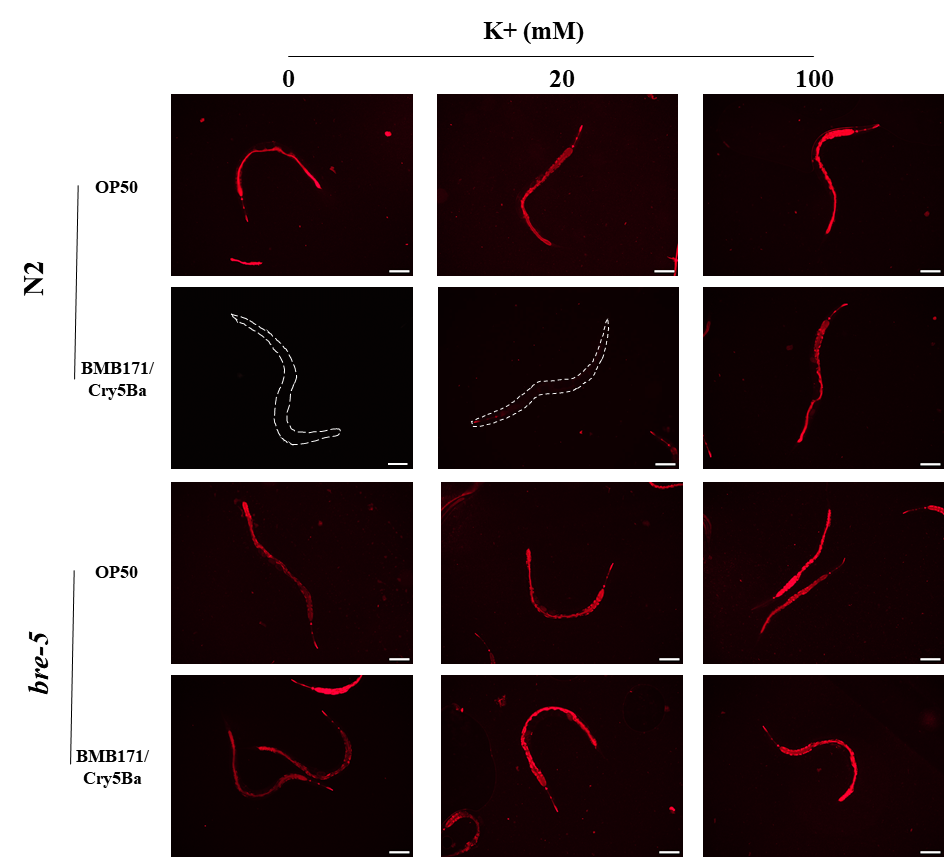 K+ (mM)
0
20
100
N2
OP50
BMB171/
Cry5Ba
bre-5
OP50
BMB171/
Cry5Ba